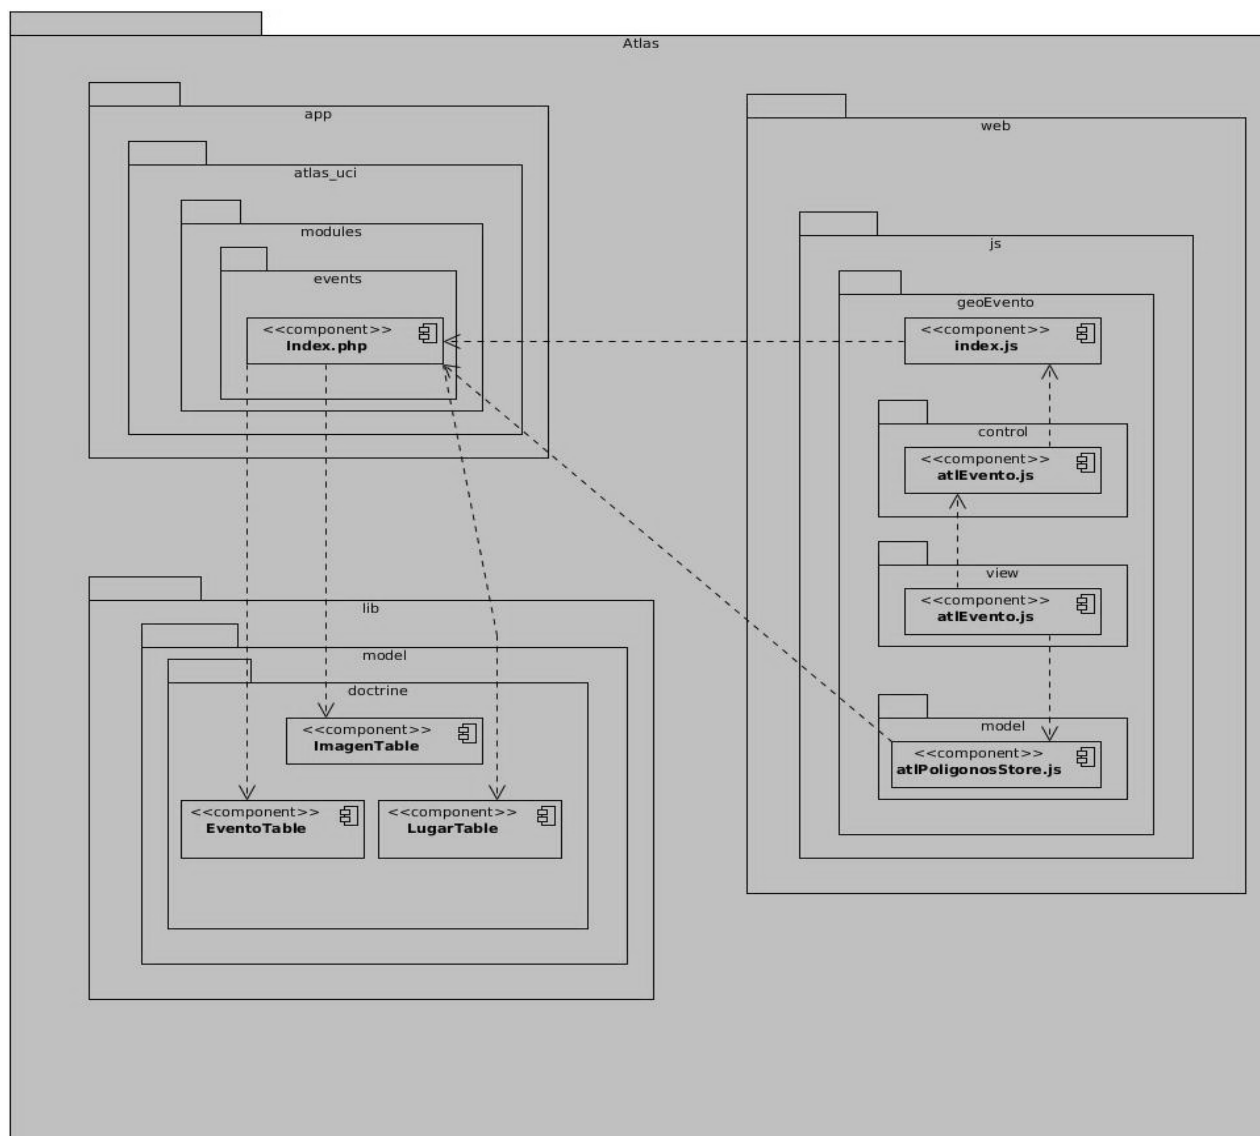 Atlas
app
atlas_uci
modules
events
<<component>>
Index.php
web
js
geoEvento
<<component>>
index.js
control
<<component>>
atlEvento.js
view
<<component>>
atlEvento.js
model
<<component>>
atlPoligonosStore.js
lib
model
doctrine
<<component>>
ImagenTable
<<component>>
EventoTable
<<component>>
LugarTable